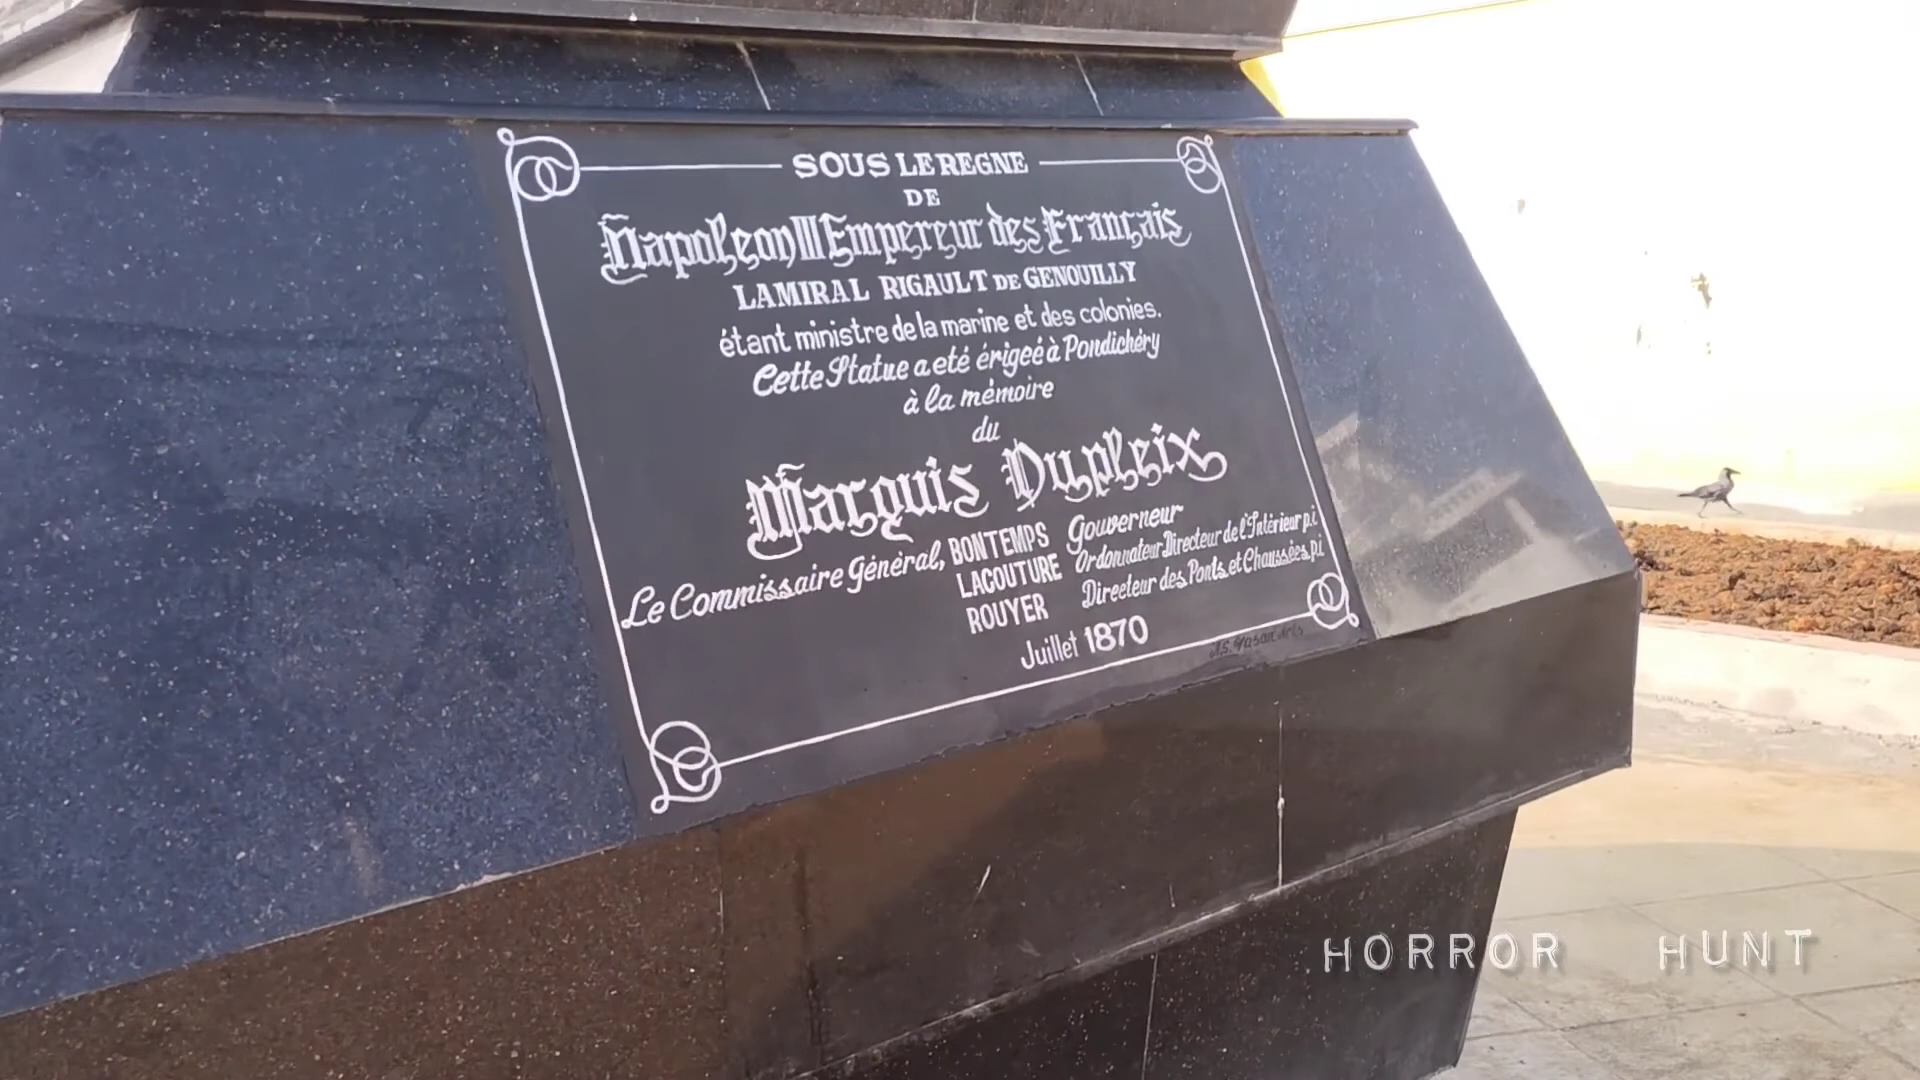 SOUS LE REGNE
DE
Napoleon III Empereur des Français
LAMIRAL RIGAULT DE GENOUILLY
étant ministre de la marine et des colonies.
Cette Statue a eté érigeé à Pondichéry
à la mémoire
du
Marquis Dupleix
Le Commissaire Général, BONTEMPS Gouverneur
LACOUTURE Ordonnateur Directeur de l'Intérieur p.i
ROUYER Directeur des Ponts et Chaussées p.i
Juillet 1870
HORROR HUNT